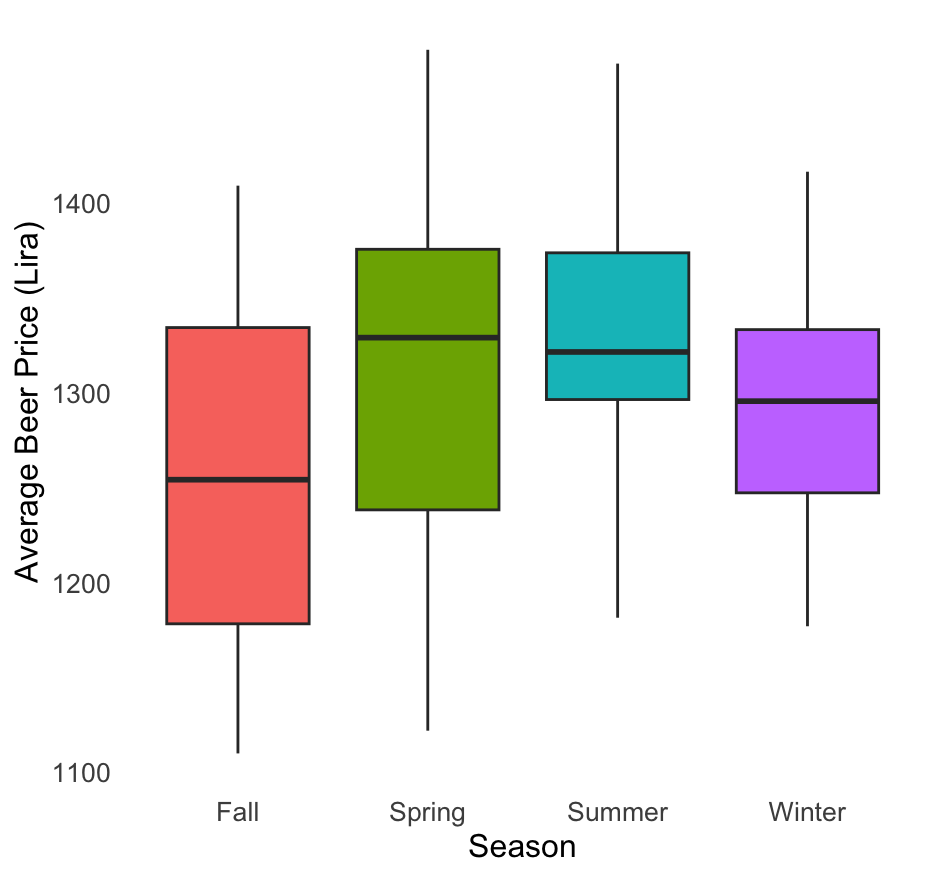 Average Beer Price (Lira)
1400
1300
1200
1100
Fall Spring Summer Winter
Season